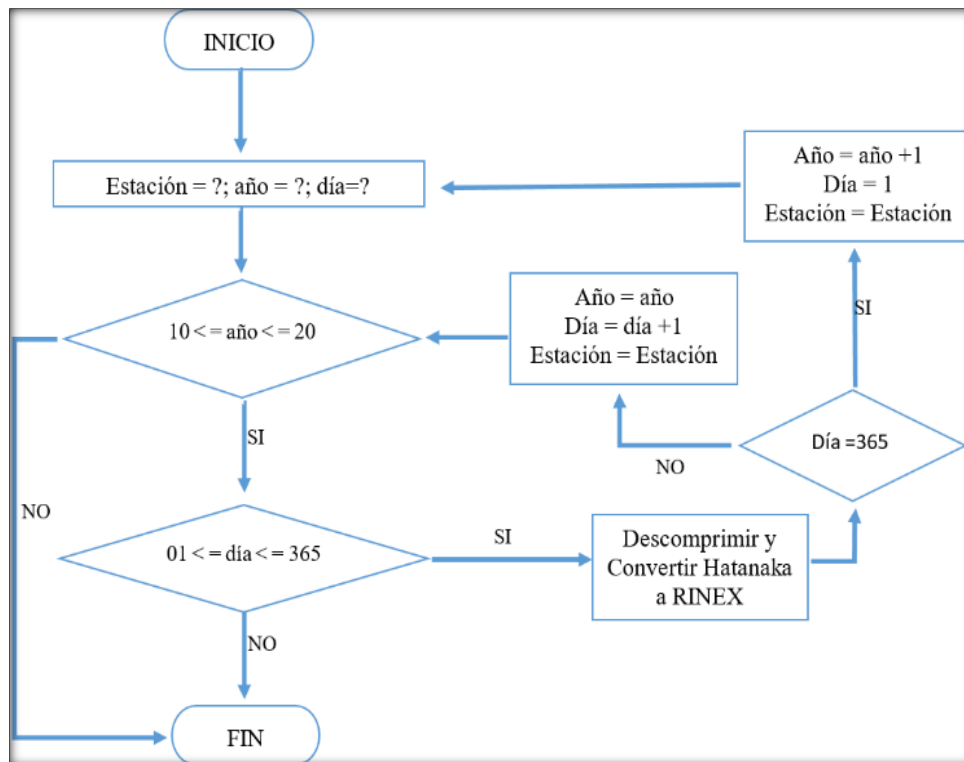 INICIO
Estación = ?; año = ?; día=?
Año = año +1
Día = 1
Estación = Estación
10 < = año < = 20
Año = año
Día = día +1
Estación = Estación
SI
Día =365
NO
SI
NO
01 < = día < = 365
SI
Descomprimir y
Convertir Hatanaka
a RINEX
NO
FIN